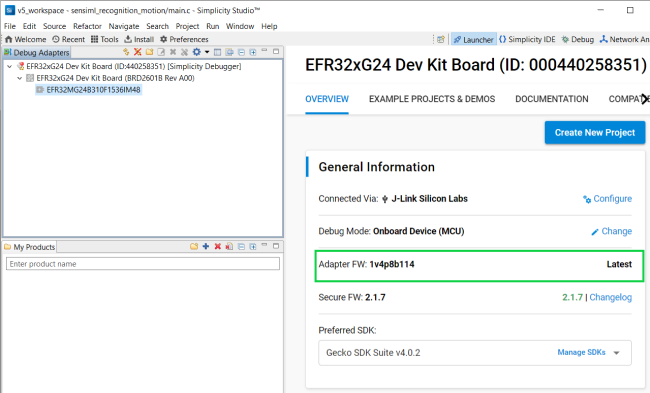 v5_workspace - sensiml_recognition_motion/main.c - Simplicity Studio™
File Edit Source Refactor Navigate Search Project Run Window Help
Welcome Recent Tools Install Preferences
Launcher Simplicity IDE Debug Network An
Debug Adapters
EFR32xG24 Dev Kit Board (ID:440258351) [Simplicity Debugger]
EFR32xG24 Dev Kit Board (BRD2601B Rev A00)
EFR32MG24B310F1536IM48
My Products
Enter product name
EFR32xG24 Dev Kit Board (ID: 000440258351)
OVERVIEW EXAMPLE PROJECTS & DEMOS DOCUMENTATION COMPATI
Create New Project
General Information
Connected Via: J-Link Silicon Labs Configure
Debug Mode: Onboard Device (MCU) Change
Adapter FW: 1v4p8b114 Latest
Secure FW: 2.1.7 2.1.7 | Changelog
Preferred SDK:
Gecko SDK Suite v4.0.2 Manage SDKs